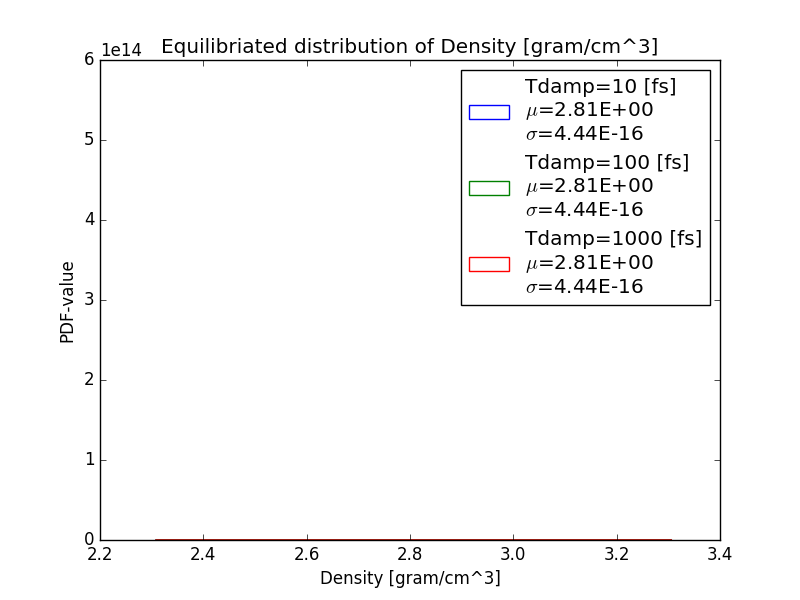 Equilibriated distribution of Density [gram/cm^3]
1e14
6
5
4
3
2
1
0
PDF-value
Tdamp=10 [fs]
μ=2.81E+00
σ=4.44E-16
Tdamp=100 [fs]
μ=2.81E+00
σ=4.44E-16
Tdamp=1000 [fs]
μ=2.81E+00
σ=4.44E-16
2.2 2.4 2.6 2.8 3.0 3.2 3.4
Density [gram/cm^3]